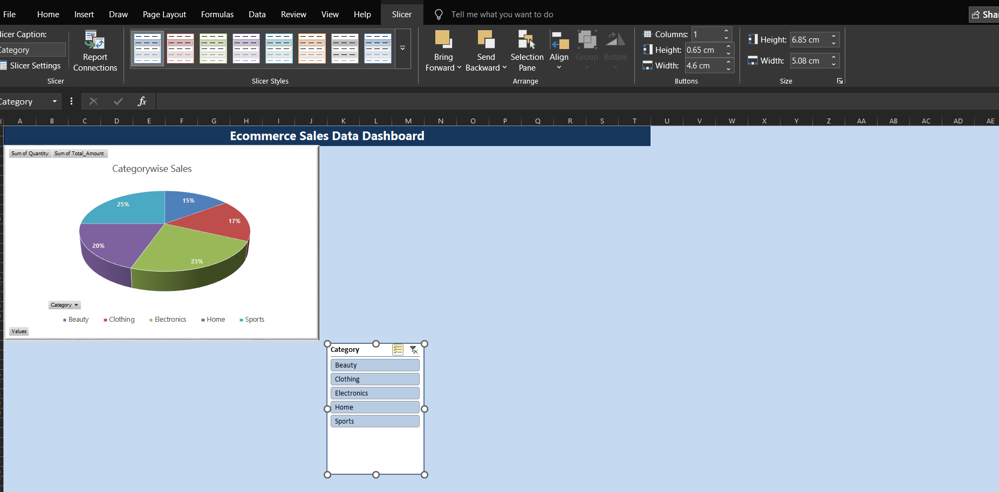 File Home Insert Draw Page Layout Formulas Data Review View Help Slicer Tell me what you want to do Shar
licer Caption:
Category
Slicer Settings
Slicer
Report
Connections
Slicer Styles
Bring
Forward
Send
Backward
Selection
Pane
Align
Group
Rotate
Arrange
Columns: 1
Height: 0.65 cm
Width: 4.6 cm
Buttons
Height: 6.85 cm
Width: 5.08 cm
Size
Category fx
A B C D E F G H I J K L M N O P Q R S T U V W X Y Z AA AB AC AD AE
Ecommerce Sales Data Dashboard
Sum of Quantity Sum of Total_Amount
Categorywise Sales
25% 15%
17%
20%
23%
Category
Beauty Clothing Electronics Home Sports
Values
Category
Beauty
Clothing
Electronics
Home
Sports